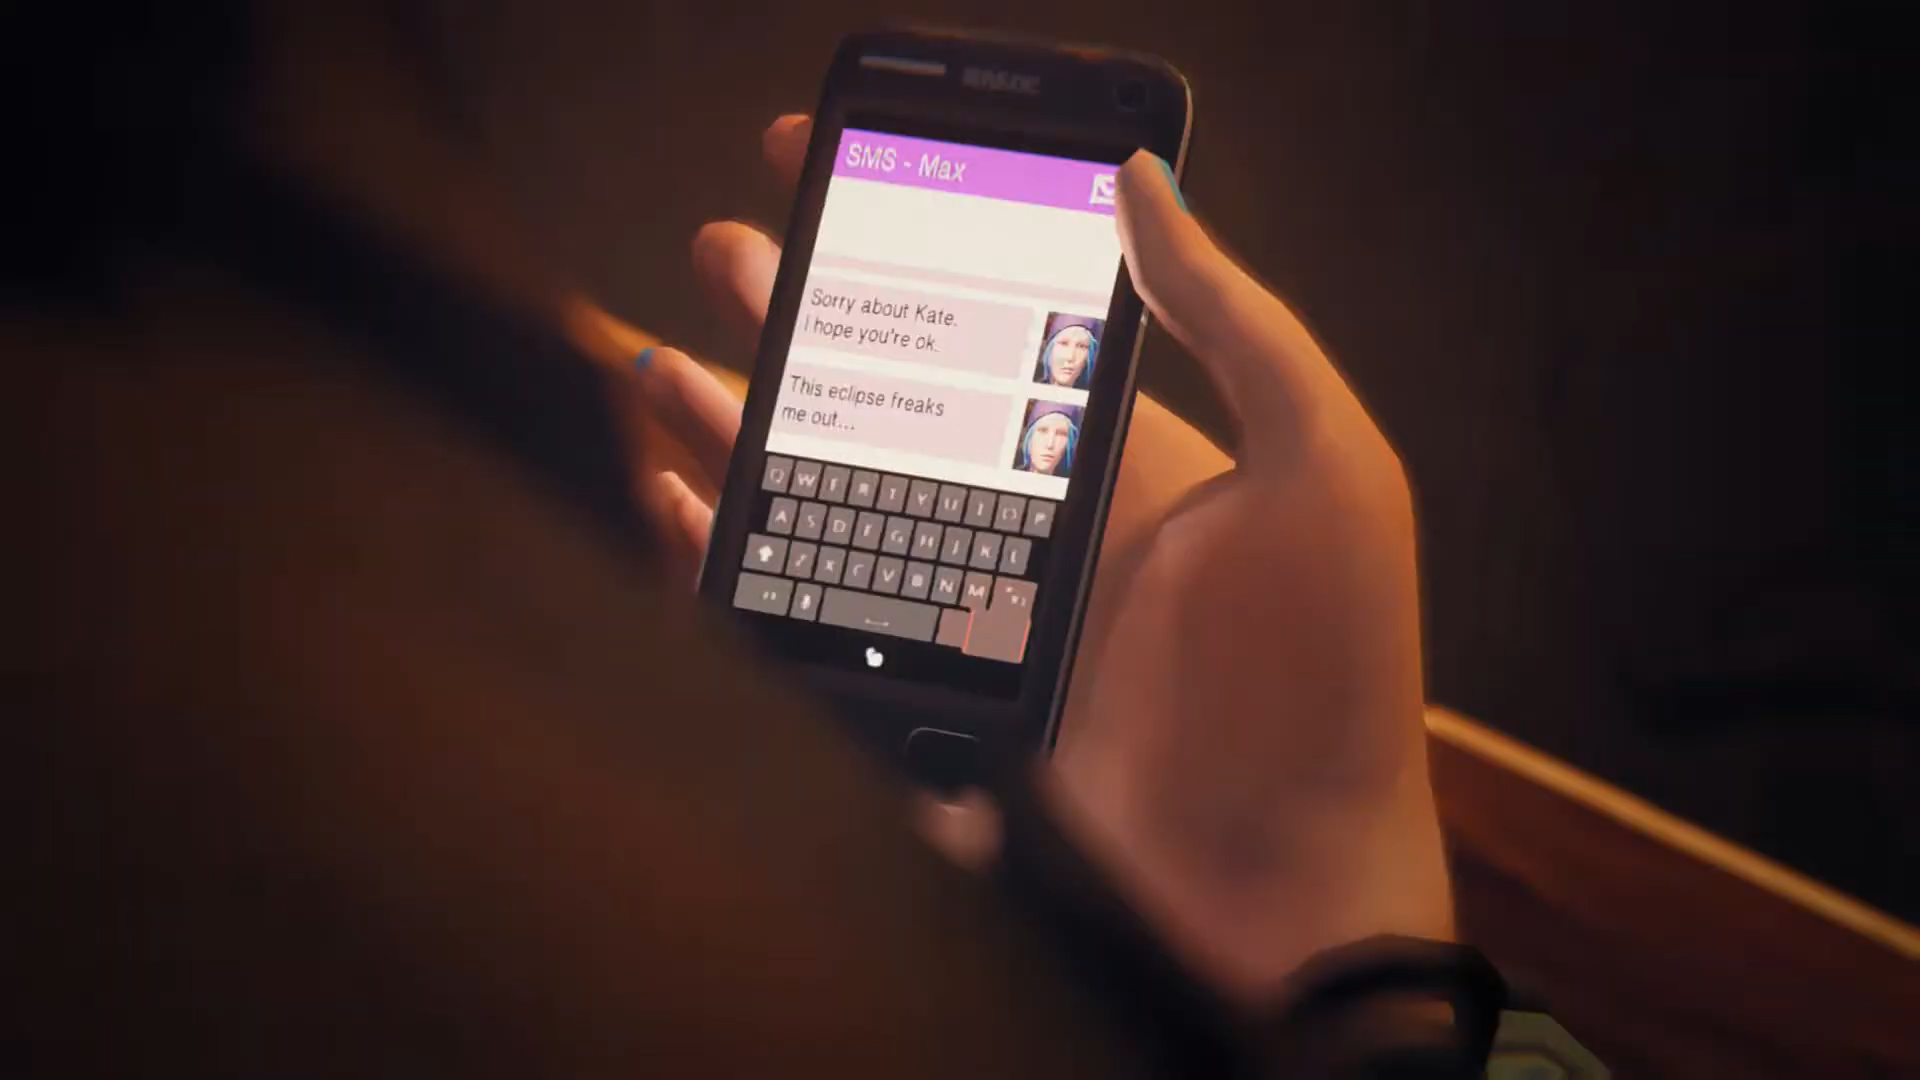 SMS - Max
Sorry about Kate.
I hope you're ok.
This eclipse freaks
me out...
Q W E R T Y U I O P
A S D F G H J K L
Z X C V B N M